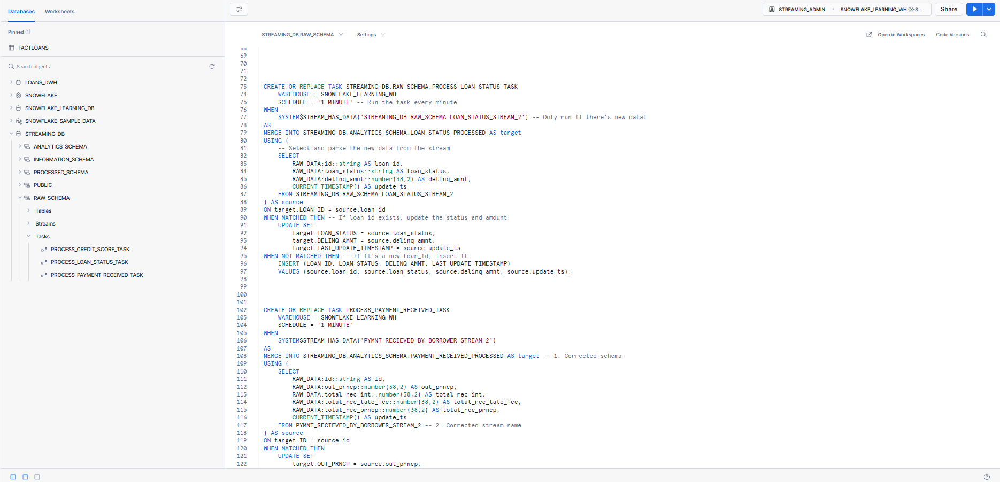 Databases
Worksheets
STREAMING_ADMIN
SNOWFLAKE_LEARNING_WH (X-S...
Share
Pinned (1)
FACTLOANS
Search objects
LOANS_DWH
SNOWFLAKE
SNOWFLAKE_LEARNING_DB
SNOWFLAKE_SAMPLE_DATA
STREAMING_DB
ANALYTICS_SCHEMA
INFORMATION_SCHEMA
PROCESSED_SCHEMA
PUBLIC
RAW_SCHEMA
Tables
Streams
Tasks
PROCESS_CREDIT_SCORE_TASK
PROCESS_LOAN_STATUS_TASK
PROCESS_PAYMENT_RECEIVED_TASK
STREAMING_DB.RAW_SCHEMA
Settings
Open in Workspaces
Code Versions
68
69
70
71
72
73 CREATE OR REPLACE TASK STREAMING_DB.RAW_SCHEMA.PROCESS_LOAN_STATUS_TASK
74 WAREHOUSE = SNOWFLAKE_LEARNING_WH
75 SCHEDULE = '1 MINUTE' -- Run the task every minute
76 WHEN
77 SYSTEM$STREAM_HAS_DATA('STREAMING_DB.RAW_SCHEMA.LOAN_STATUS_STREAM_2') -- Only run if there's new data!
78 AS
79 MERGE INTO STREAMING_DB.ANALYTICS_SCHEMA.LOAN_STATUS_PROCESSED AS target
80 USING (
81 -- Select and parse the new data from the stream
82 SELECT
83 RAW_DATA:id::string AS loan_id,
84 RAW_DATA:loan_status::string AS loan_status,
85 RAW_DATA:delinq_amnt::number(38,2) AS delinq_amnt,
86 CURRENT_TIMESTAMP() AS update_ts
87 FROM STREAMING_DB.RAW_SCHEMA.LOAN_STATUS_STREAM_2
88 ) AS source
89 ON target.LOAN_ID = source.loan_id
90 WHEN MATCHED THEN -- If loan_id exists, update the status and amount
91 UPDATE SET
92 target.LOAN_STATUS = source.loan_status,
93 target.DELINQ_AMNT = source.delinq_amnt,
94 target.LAST_UPDATE_TIMESTAMP = source.update_ts
95 WHEN NOT MATCHED THEN -- If it's a new loan_id, insert it
96 INSERT (LOAN_ID, LOAN_STATUS, DELINQ_AMNT, LAST_UPDATE_TIMESTAMP)
97 VALUES (source.loan_id, source.loan_status, source.delinq_amnt, source.update_ts);
98
99
100
101
102 CREATE OR REPLACE TASK PROCESS_PAYMENT_RECEIVED_TASK
103 WAREHOUSE = SNOWFLAKE_LEARNING_WH
104 SCHEDULE = '1 MINUTE'
105 WHEN
106 SYSTEM$STREAM_HAS_DATA('PYMNT_RECIEVED_BY_BORROWER_STREAM_2')
107 AS
108 MERGE INTO STREAMING_DB.ANALYTICS_SCHEMA.PAYMENT_RECEIVED_PROCESSED AS target -- 1. Corrected schema
109 USING (
110 SELECT
111 RAW_DATA:id::string AS id,
112 RAW_DATA:out_prncp::number(38,2) AS out_prncp,
113 RAW_DATA:total_rec_int::number(38,2) AS total_rec_int,
114 RAW_DATA:total_rec_late_fee::number(38,2) AS total_rec_late_fee,
115 RAW_DATA:total_rec_prncp::number(38,2) AS total_rec_prncp,
116 CURRENT_TIMESTAMP() AS update_ts
117 FROM PYMNT_RECIEVED_BY_BORROWER_STREAM_2 -- 2. Corrected stream name
118 ) AS source
119 ON target.ID = source.id
120 WHEN MATCHED THEN
121 UPDATE SET
122 target.OUT_PRNCP = source.out_prncp,